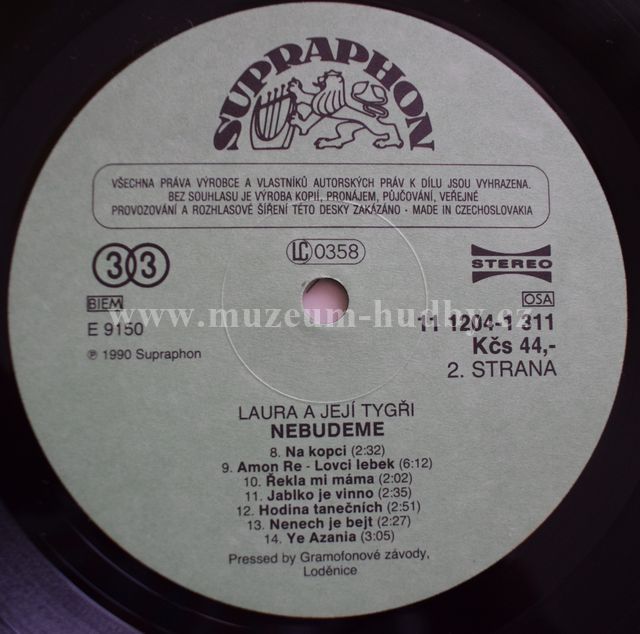 SUPRAPHON
VŠECHNA PRÁVA VÝROBCE A VLASTNÍKŮ AUTORSKÝCH PRÁV K DÍLU JSOU VYHRAZENA.
BEZ SOUHLASU JE VÝROBA KOPIÍ, PRONÁJEM, PŮJČOVÁNÍ, VEŘEJNÉ
PROVOZOVÁNÍ A ROZHLASOVÉ ŠÍŘENÍ TÉTO DESKY ZAKÁZÁNO · MADE IN CZECHOSLOVAKIA
33 LC 0358 STEREO
BIEM OSA
www.muzeum-hudby.cz
E 9150 11 1204-1 311
Kčs 44,-
℗ 1990 Supraphon
2. STRANA
LAURA A JEJÍ TYGŘI
NEBUDEME
8. Na kopci (2:32)
9. Amon Re - Lovci lebek (6:12)
10. Řekla mi máma (2:02)
11. Jablko je vinno (2:35)
12. Hodina tanečních (2:51)
13. Nenech je bejt (2:27)
14. Ye Azania (3:05)
Pressed by Gramofonové závody,
Loděnice